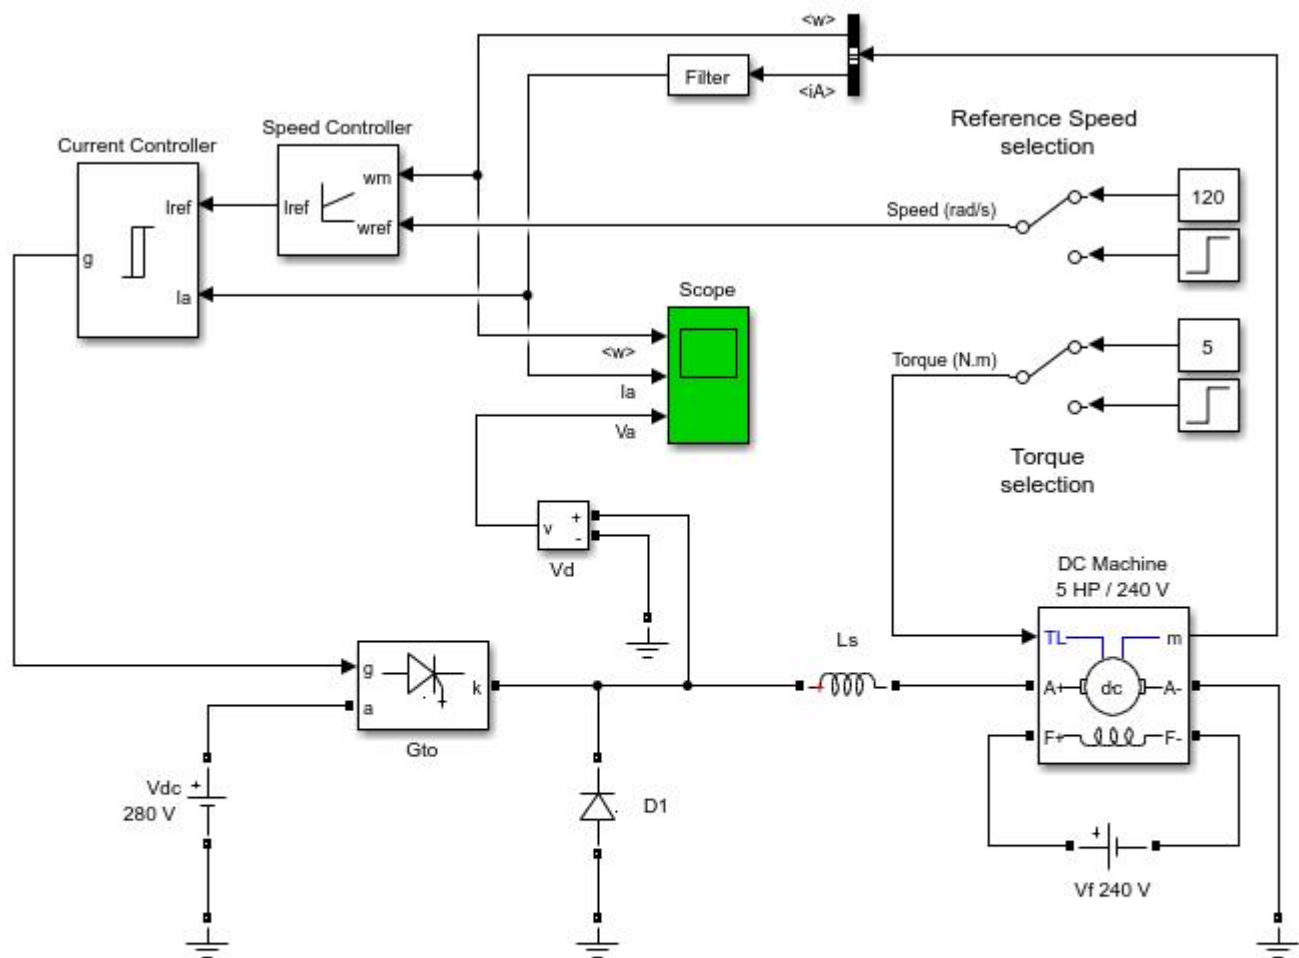 <w>
Filter
<iA>
Reference Speed
selection
Speed Controller
Current Controller
wm
Iref
Iref
120
Speed (rad/s)
wref
g
Ia
Scope
<w>
Torque (N.m)
5
Ia
Va
Torque
selection
v
+
-
Vd
DC Machine
5 HP / 240 V
Ls
TL
m
g
k
A+
dc
A-
a
F+
F-
Gto
Vdc
+
280 V
D1
+
Vf 240 V